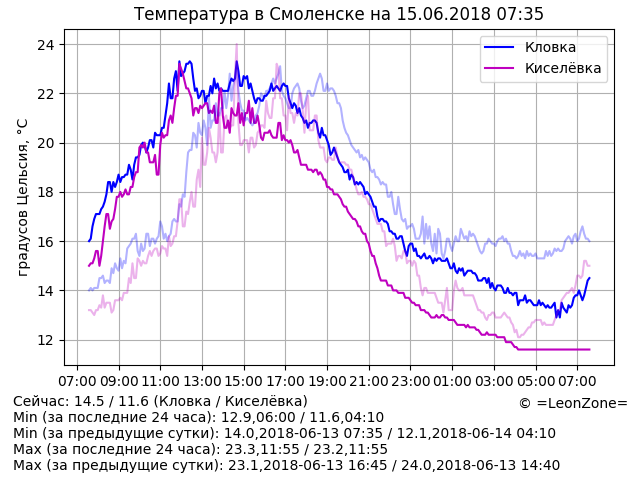 Температура в Смоленске на 15.06.2018 07:35
Кловка
Киселёвка
градусов Цельсия, °C
24
22
20
18
16
14
12
07:00 09:00 11:00 13:00 15:00 17:00 19:00 21:00 23:00 01:00 03:00 05:00 07:00
Сейчас: 14.5 / 11.6 (Кловка / Киселёвка)
© =LeonZone=
Min (за последние 24 часа): 12.9,06:00 / 11.6,04:10
Min (за предыдущие сутки): 14.0,2018-06-13 07:35 / 12.1,2018-06-14 04:10
Max (за последние 24 часа): 23.3,11:55 / 23.2,11:55
Max (за предыдущие сутки): 23.1,2018-06-13 16:45 / 24.0,2018-06-13 14:40